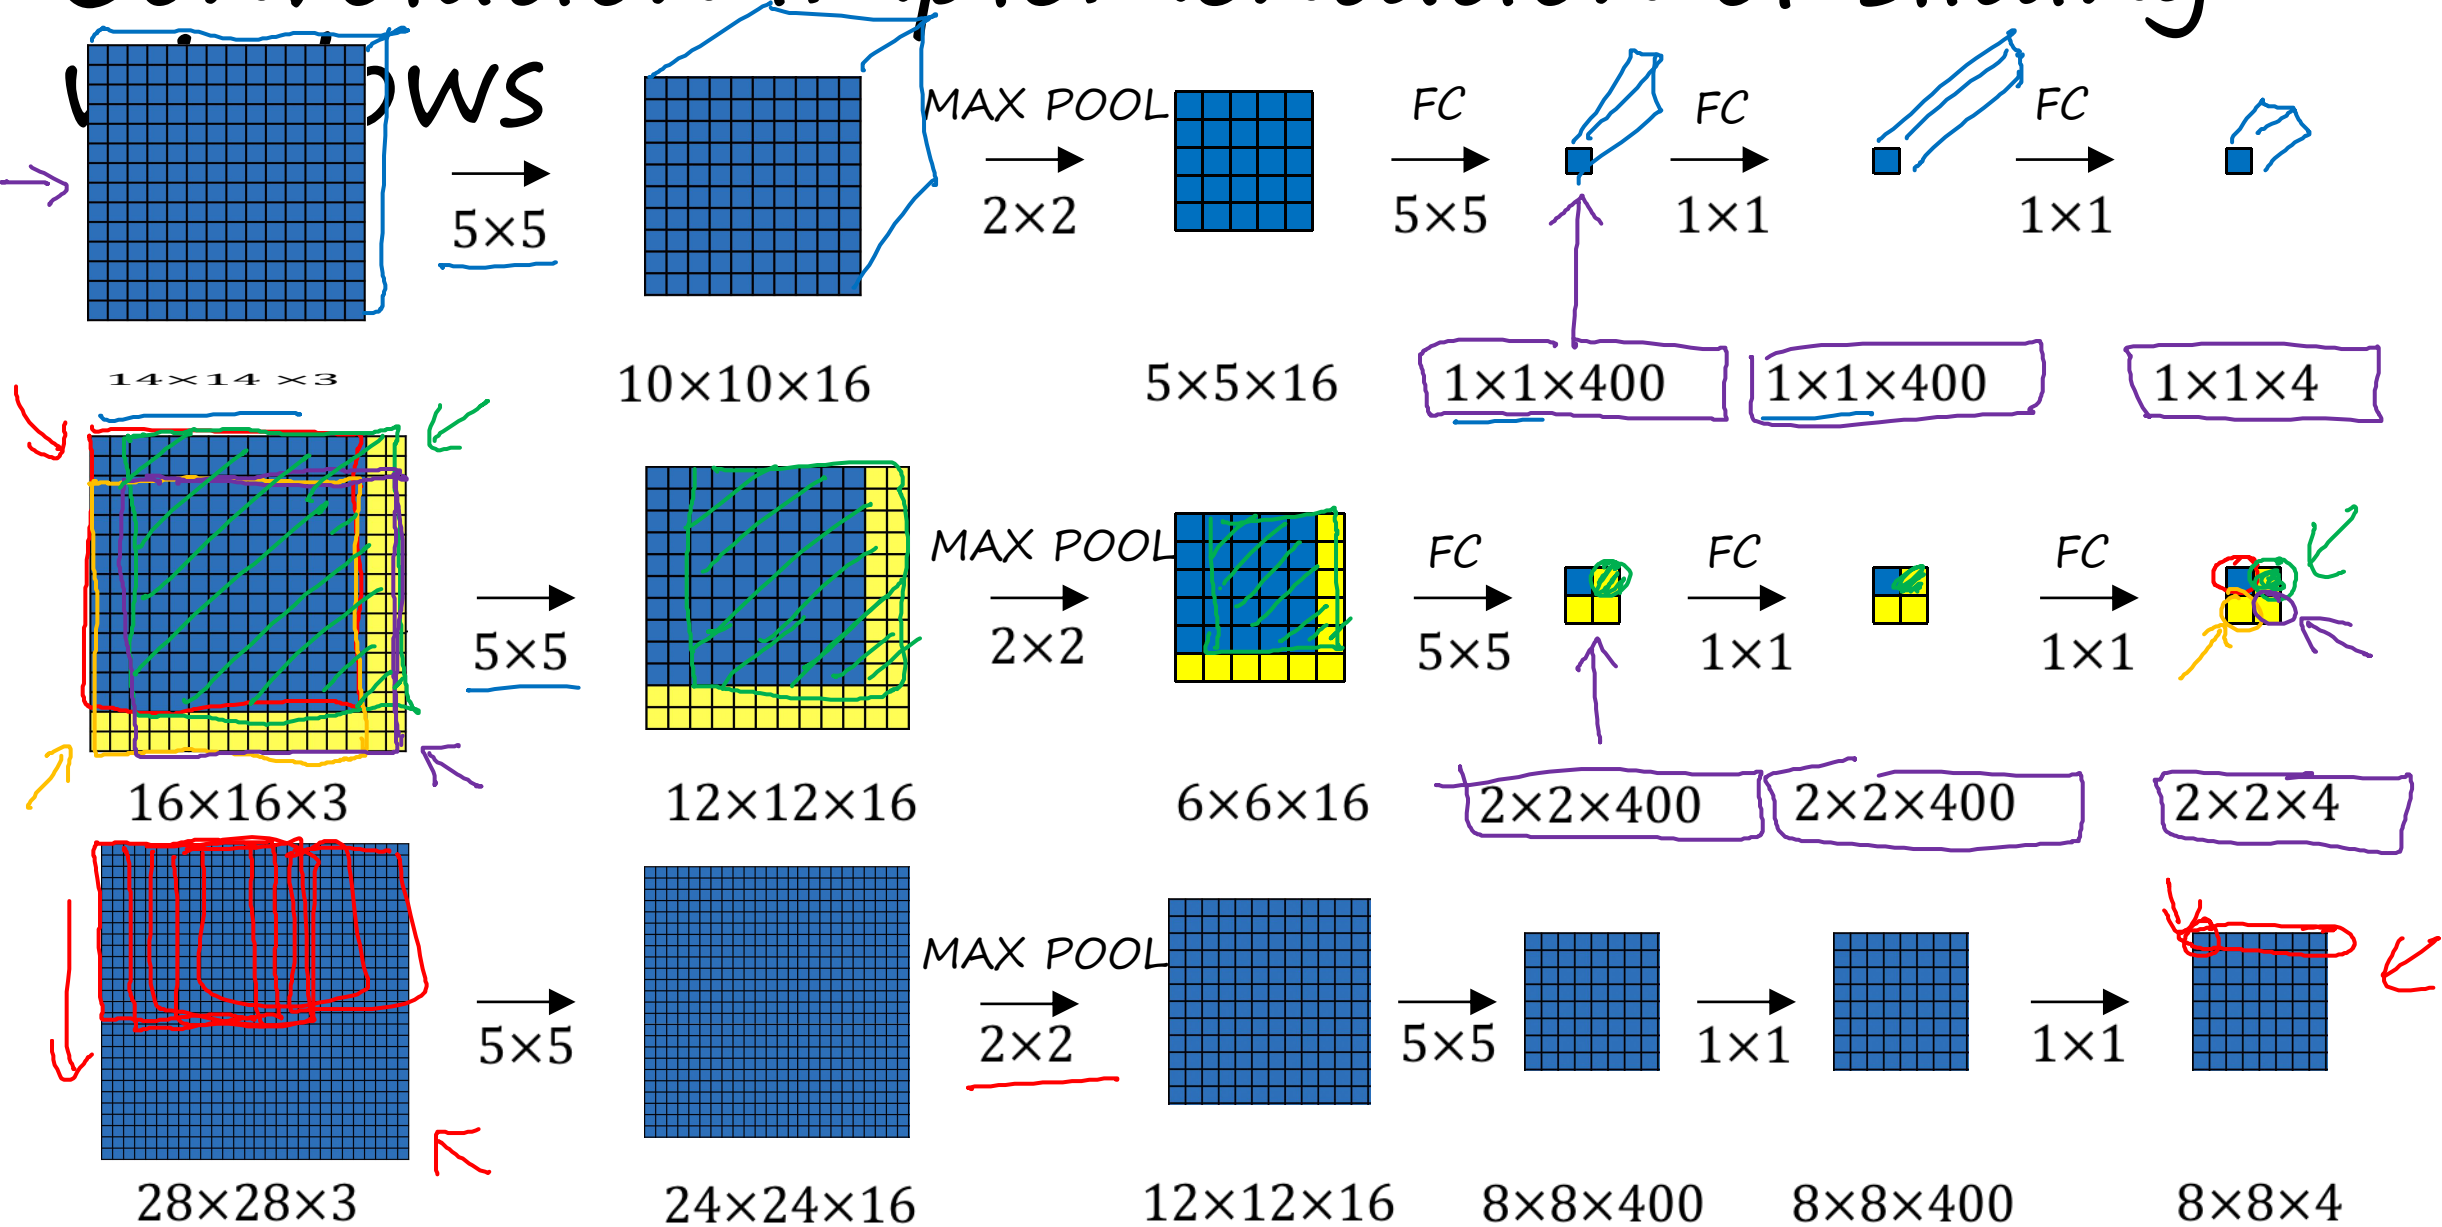 Convolution implementation of sliding
windows
MAX POOL FC FC FC
5×5 2×2 5×5 1×1 1×1
14×14 ×3 10×10×16 5×5×16 1×1×400 1×1×400 1×1×4
MAX POOL FC FC FC
5×5 2×2 5×5 1×1 1×1
16×16×3 12×12×16 6×6×16 2×2×400 2×2×400 2×2×4
MAX POOL
5×5 2×2 5×5 1×1 1×1
28×28×3 24×24×16 12×12×16 8×8×400 8×8×400 8×8×4